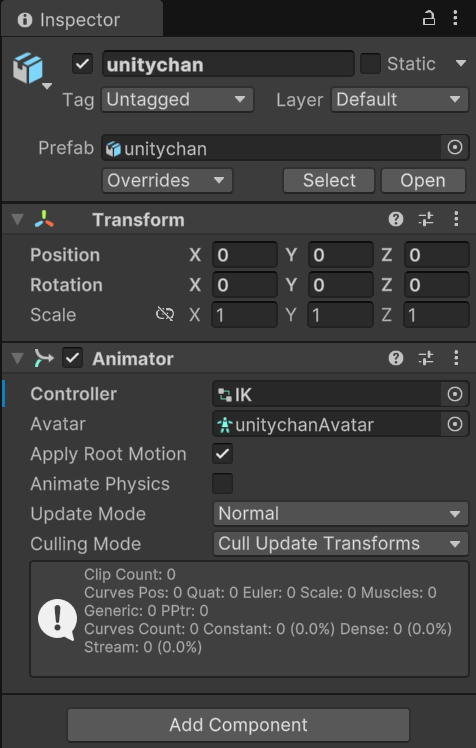 Inspector
unitychan Static
Tag Untagged Layer Default
Prefab unitychan
Overrides Select Open
Transform
Position X 0 Y 0 Z 0
Rotation X 0 Y 0 Z 0
Scale X 1 Y 1 Z 1
Animator
Controller IK
Avatar unitychanAvatar
Apply Root Motion
Animate Physics
Update Mode Normal
Culling Mode Cull Update Transforms
Clip Count: 0
Curves Pos: 0 Quat: 0 Euler: 0 Scale: 0 Muscles: 0
Generic: 0 PPtr: 0
Curves Count: 0 Constant: 0 (0.0%) Dense: 0 (0.0%)
Stream: 0 (0.0%)
Add Component